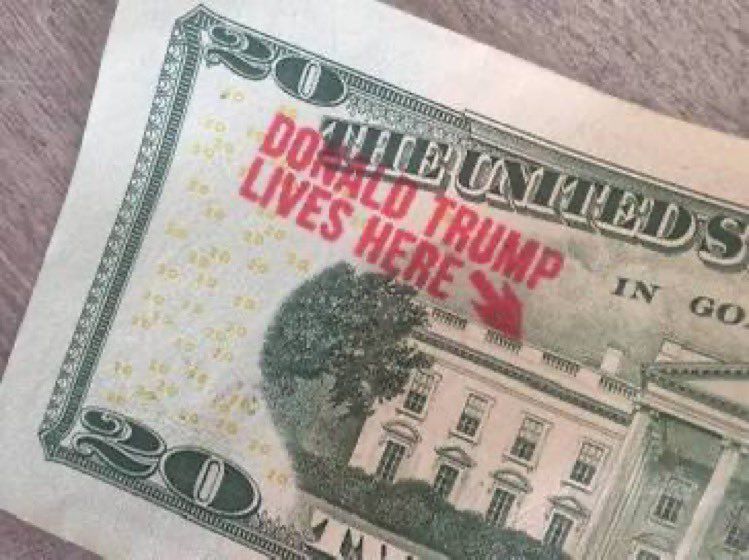 20
THE UNITED S
DONALD TRUMP
LIVES HERE
IN GO
20